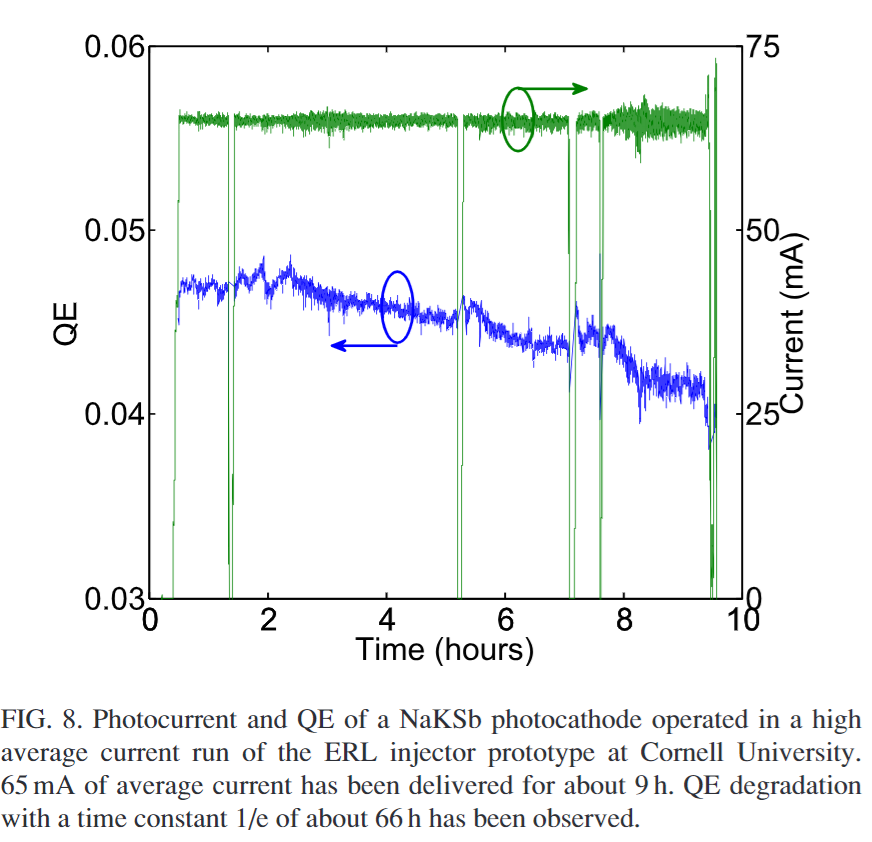 0.06
0.05
0.04
0.03
QE
75
50
25
0
Current (mA)
0 2 4 6 8 10
Time (hours)
FIG. 8. Photocurrent and QE of a NaKSb photocathode operated in a high
average current run of the ERL injector prototype at Cornell University.
65 mA of average current has been delivered for about 9 h. QE degradation
with a time constant 1/e of about 66 h has been observed.